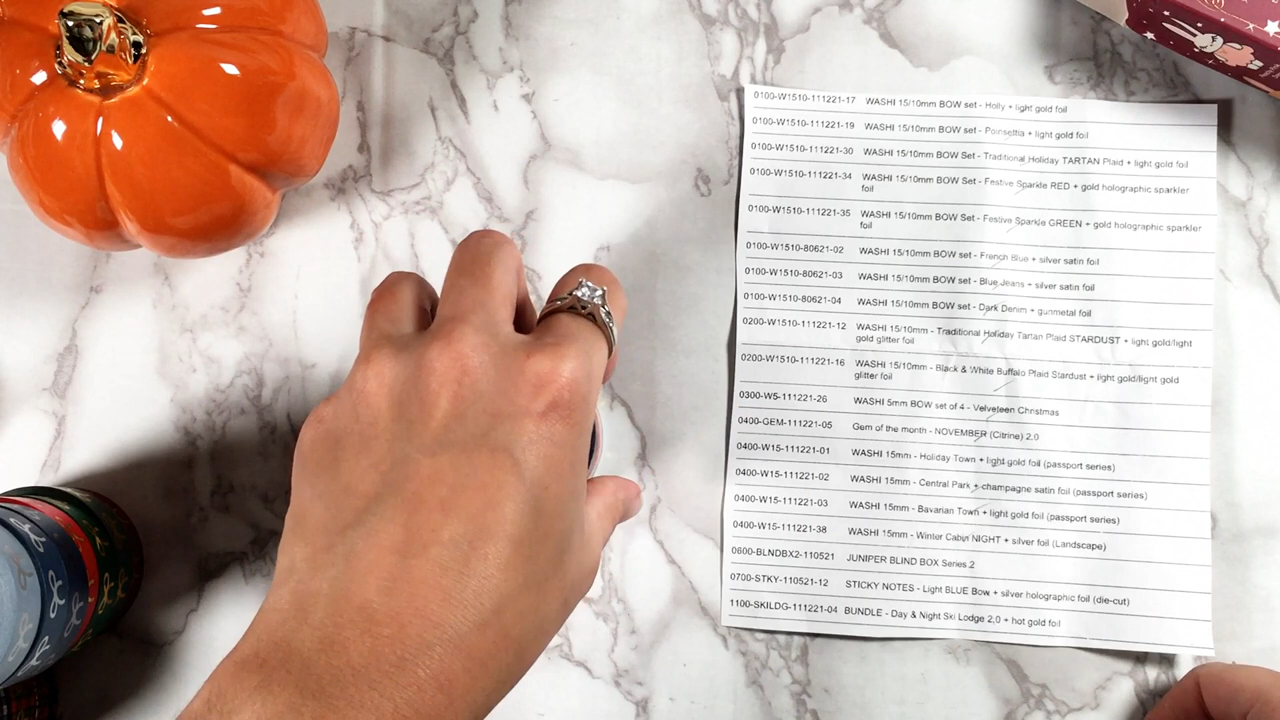 0100-W1510-111221-17 WASHI 15/10mm BOW set - Holly + light gold foil
0100-W1510-111221-19 WASHI 15/10mm BOW set - Poinsettia + light gold foil
0100-W1510-111221-30 WASHI 15/10mm BOW Set - Traditional Holiday TARTAN Plaid + light gold foil
0100-W1510-111221-34 WASHI 15/10mm BOW Set - Festive Sparkle RED + gold holographic sparkler
foil
0100-W1510-111221-35 WASHI 15/10mm BOW Set - Festive Sparkle GREEN + gold holographic sparkler
foil
0100-W1510-80621-02 WASHI 15/10mm BOW set - French Blue + silver satin foil
0100-W1510-80621-03 WASHI 15/10mm BOW set - Blue Jeans + silver satin foil
0100-W1510-80621-04 WASHI 15/10mm BOW set - Dark Denim + gunmetal foil
0200-W1510-111221-12 WASHI 15/10mm - Traditional Holiday Tartan Plaid STARDUST + light gold/light
gold glitter foil
0200-W1510-111221-16 WASHI 15/10mm - Black & White Buffalo Plaid Stardust + light gold/light gold
glitter foil
0300-W5-111221-26 WASHI 5mm BOW set of 4 - Velveteen Christmas
0400-GEM-111221-05 Gem of the month - NOVEMBER (Citrine) 2.0
0400-W15-111221-01 WASHI 15mm - Holiday Town + light gold foil (passport series)
0400-W15-111221-02 WASHI 15mm - Central Park + champagne satin foil (passport series)
0400-W15-111221-03 WASHI 15mm - Bavarian Town + light gold foil (passport series)
0400-W15-111221-38 WASHI 15mm - Winter Cabin NIGHT + silver foil (Landscape)
0600-BLNDBX2-110521 JUNIPER BLIND BOX Series 2
0700-STKY-110521-12 STICKY NOTES - Light BLUE Bow + silver holographic foil (die-cut)
1100-SKILDG-111221-04 BUNDLE - Day & Night Ski Lodge 2.0 + hot gold foil